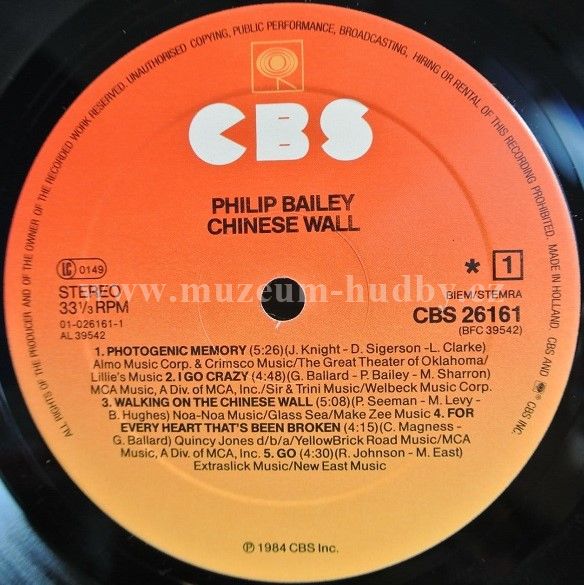 ALL RIGHTS OF THE PRODUCER AND OF THE OWNER OF THE RECORDED WORK RESERVED. UNAUTHORISED COPYING, PUBLIC PERFORMANCE, BROADCASTING, HIRING OR RENTAL OF THIS RECORDING PROHIBITED. MADE IN HOLLAND. CBS AND CBS INC.
CBS
PHILIP BAILEY
CHINESE WALL
LC 0149
* 1
STEREO
BIEM/STEMRA
www.muzeum-hudby.cz
33 1/3 RPM
CBS 26161
01-026161-1
(BFC 39542)
AL 39542
1. PHOTOGENIC MEMORY (5:26)(J. Knight - D. Sigerson -L. Clarke)
Almo Music Corp. & Crimsco Music/The Great Theater of Oklahoma/
Lillie's Music 2. I GO CRAZY (4:48)(G. Ballard - P. Bailey - M. Sharron)
MCA Music, A Div. of MCA, Inc./Sir & Trini Music/Welbeck Music Corp.
3. WALKING ON THE CHINESE WALL (5:08)(P. Seeman - M. Levy -
B. Hughes) Noa-Noa Music/Glass Sea/Make Zee Music 4. FOR
EVERY HEART THAT'S BEEN BROKEN (4:15)(C. Magness -
G. Ballard) Quincy Jones d/b/a/YellowBrick Road Music/MCA
Music, A Div. of MCA, Inc. 5. GO (4:30)(R. Johnson - M. East)
Extraslick Music/New East Music
℗ 1984 CBS Inc.